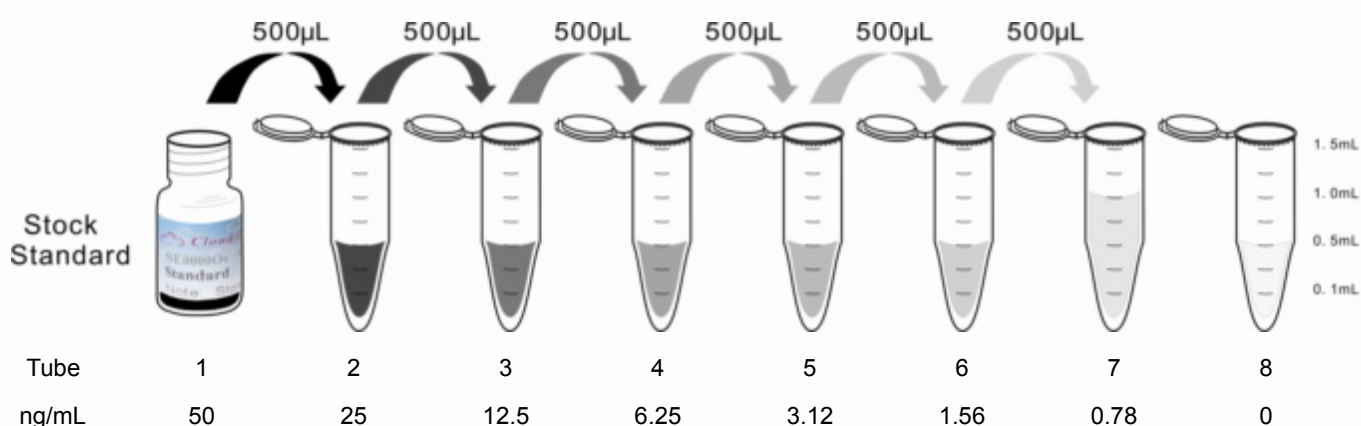 500μL 500μL 500μL 500μL 500μL 500μL
1.5mL
1.0mL
Stock
Standard
0.5mL
0.1mL
Standard
Note:
Tube 1 2 3 4 5 6 7 8
ng/mL 50 25 12.5 6.25 3.12 1.56 0.78 0